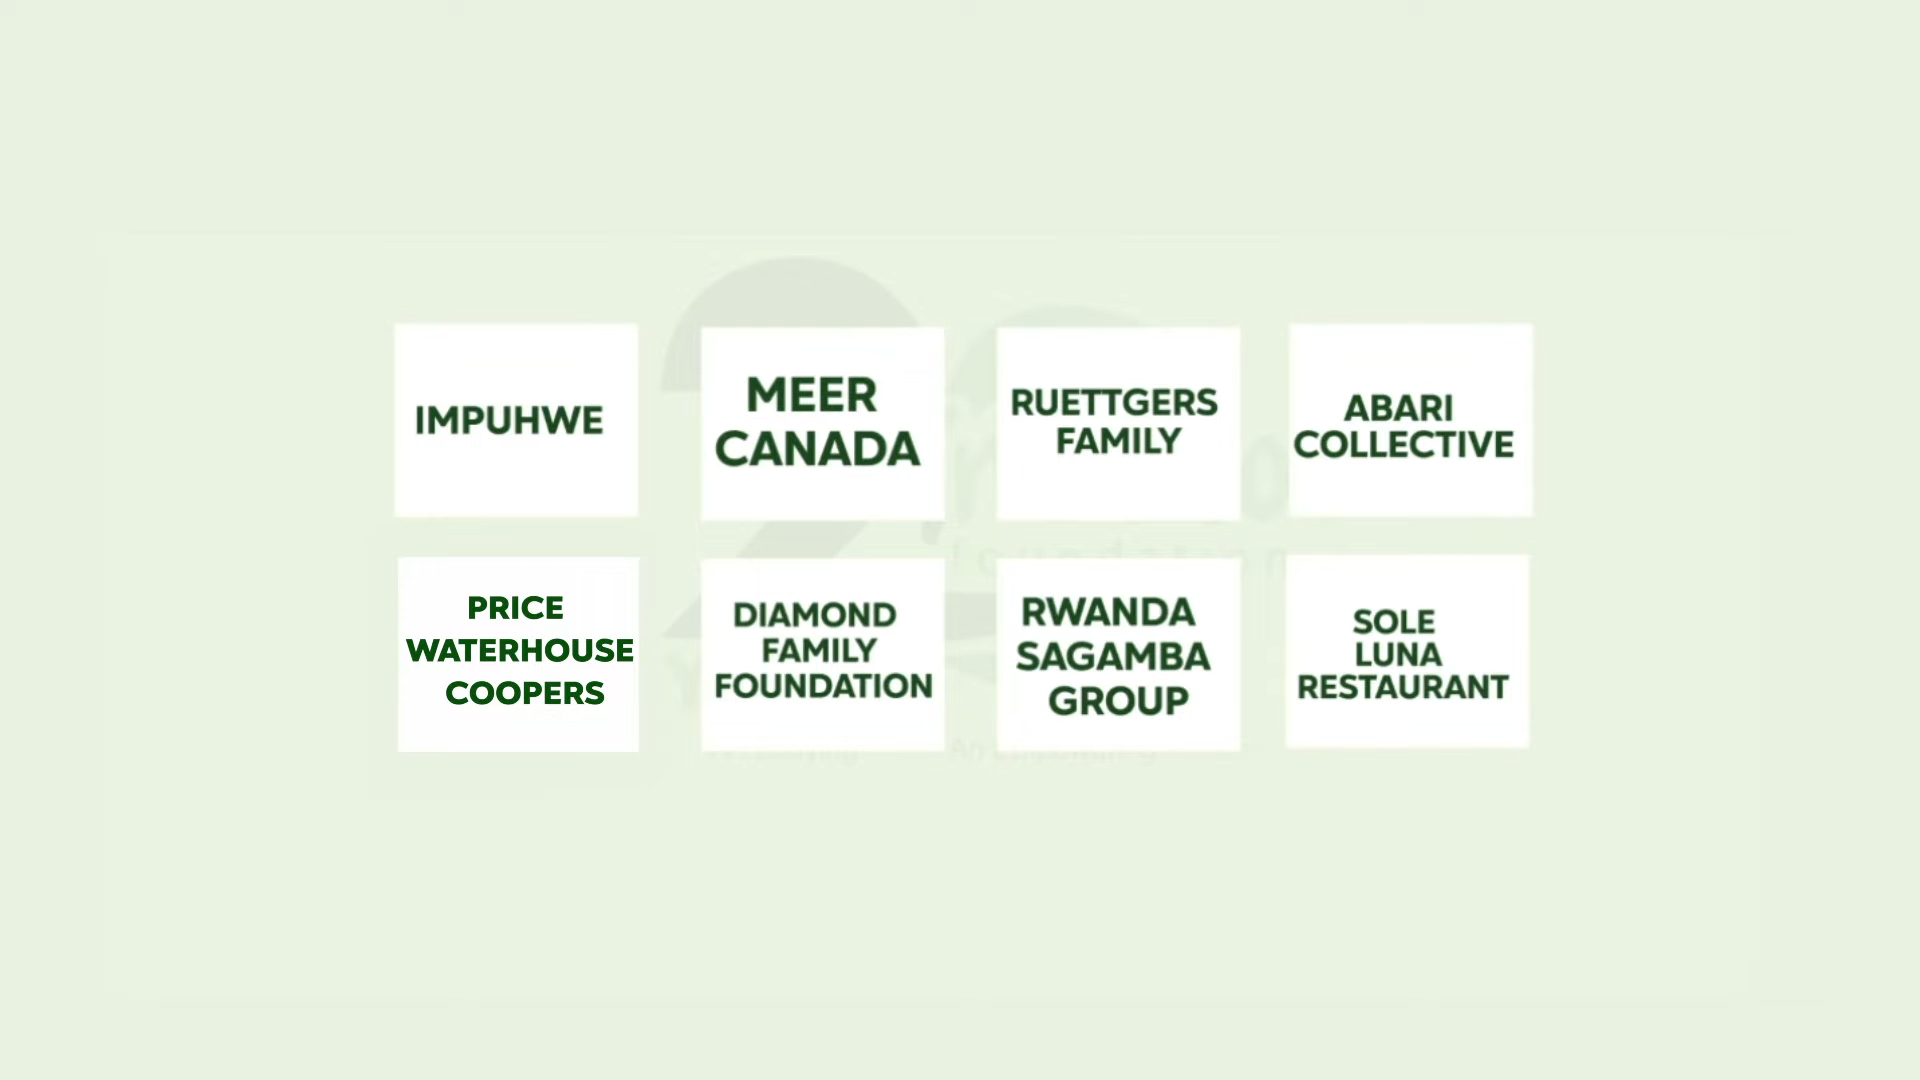 IMPUHWE
MEER
CANADA
RUETTGERS
FAMILY
ABARI
COLLECTIVE
PRICE
WATERHOUSE
COOPERS
DIAMOND
FAMILY
FOUNDATION
RWANDA
SAGAMBA
GROUP
SOLE
LUNA
RESTAURANT